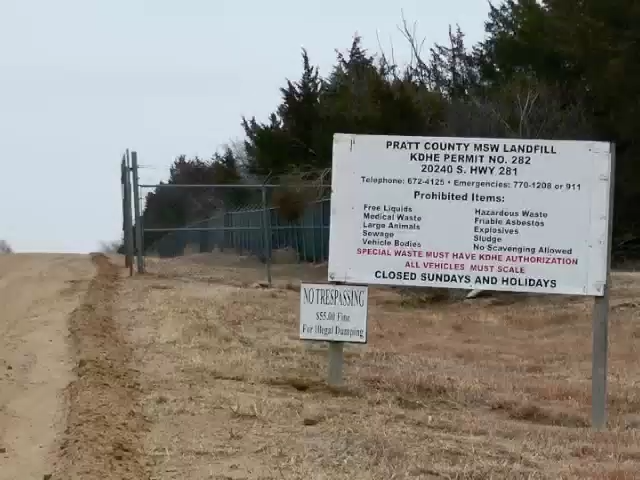 PRATT COUNTY MSW LANDFILL
KDHE PERMIT NO. 282
20240 S. HWY 281
Telephone: 672-4125 • Emergencies: 770-1208 or 911
Prohibited Items:
Free Liquids
Medical Waste
Large Animals
Sewage
Vehicle Bodies
Hazardous Waste
Friable Asbestos
Explosives
Sludge
No Scavenging Allowed
SPECIAL WASTE MUST HAVE KDHE AUTHORIZATION
ALL VEHICLES MUST SCALE
CLOSED SUNDAYS AND HOLIDAYS
NO TRESPASSING
$55.00 Fine
For Illegal Dumping